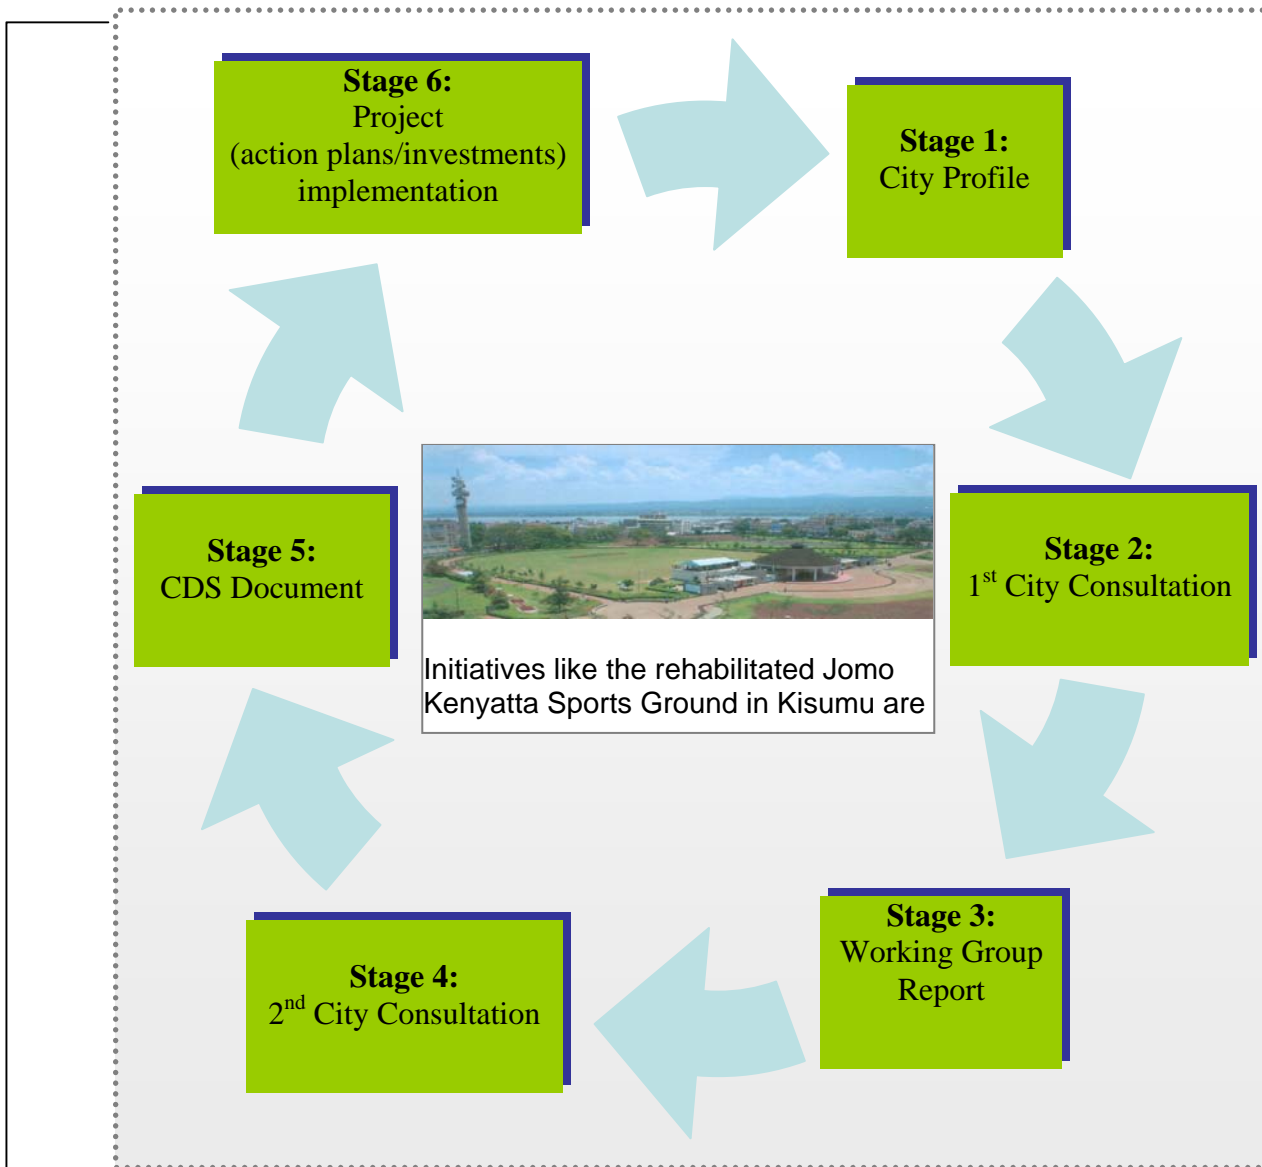 Stage 6:
Project
(action plans/investments)
implementation
Stage 1:
City Profile
Stage 2:
1st City Consultation
Stage 3:
Working Group
Report
Stage 4:
2nd City Consultation
Stage 5:
CDS Document
Initiatives like the rehabilitated Jomo
Kenyatta Sports Ground in Kisumu are